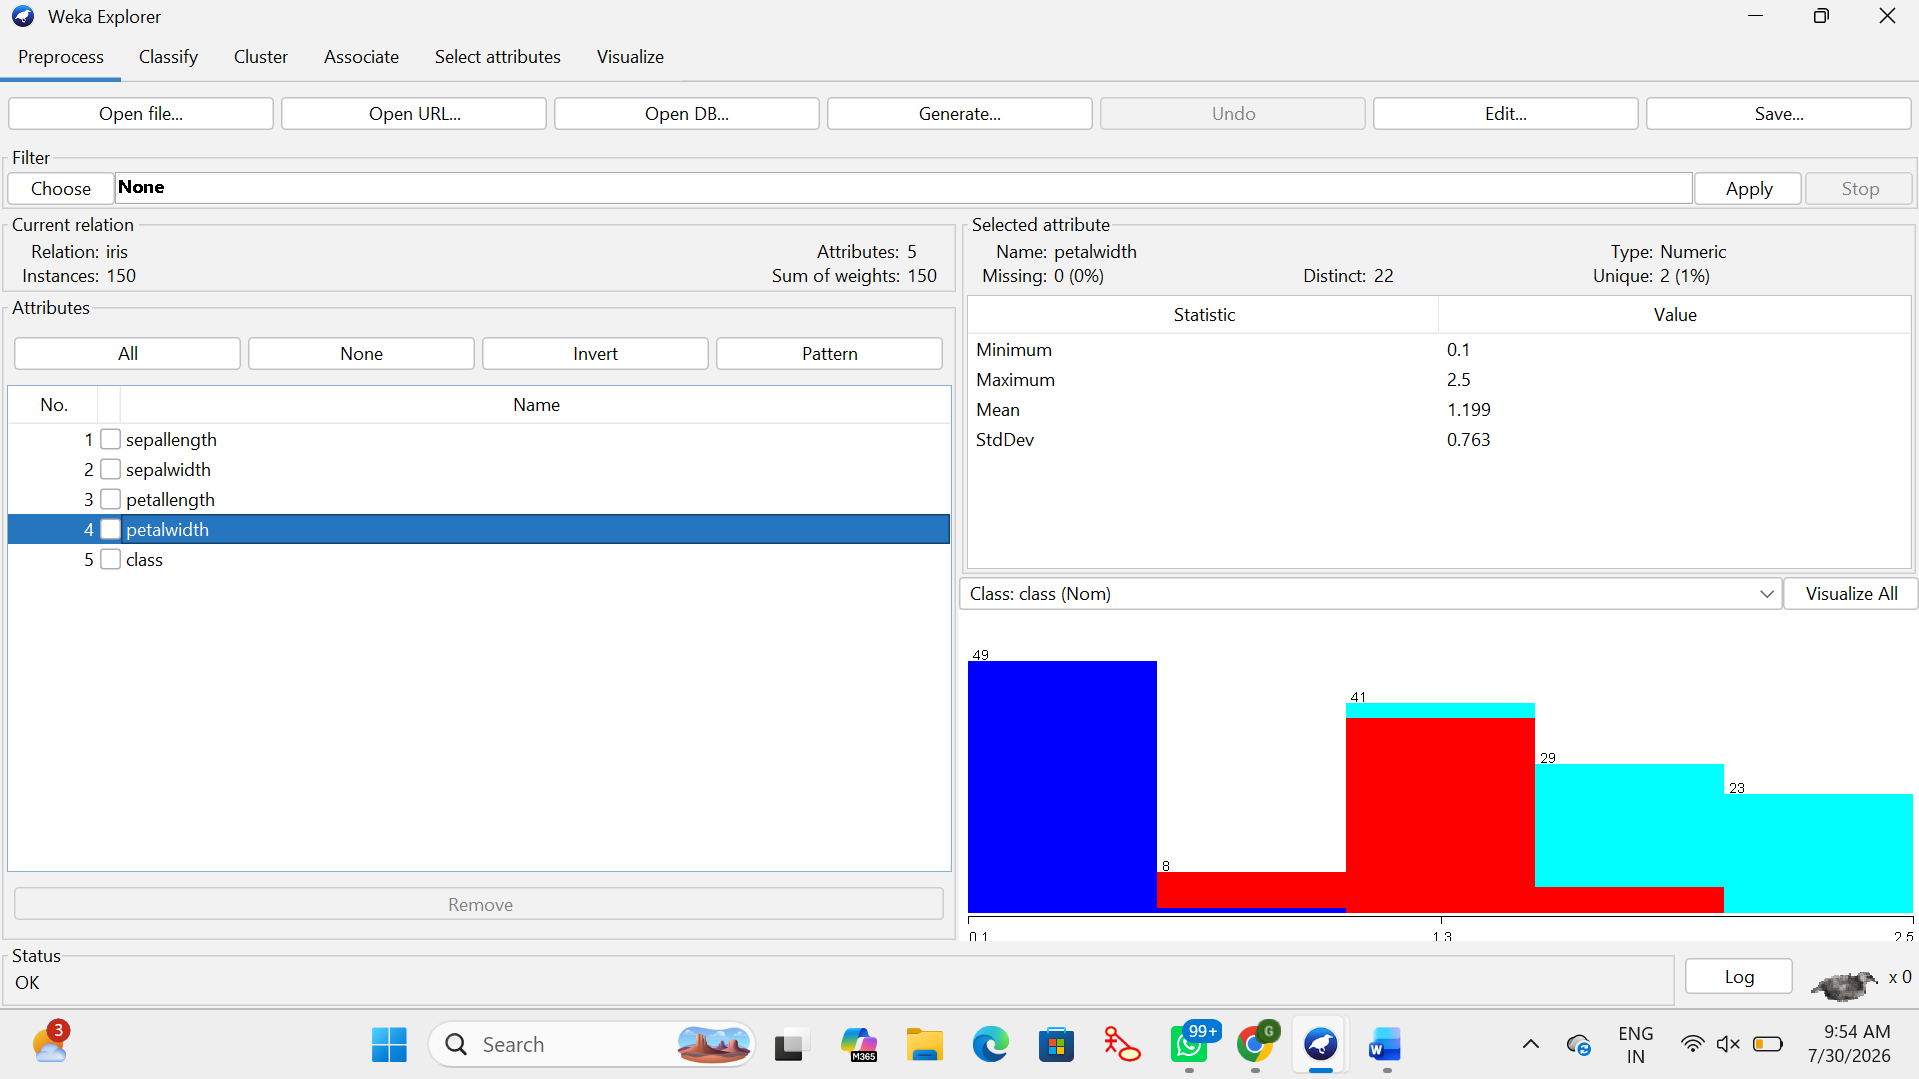 Weka Explorer
Preprocess Classify Cluster Associate Select attributes Visualize
Open file... Open URL... Open DB... Generate... Undo Edit... Save...
Filter
Choose None Apply Stop
Current relation
Relation: iris Attributes: 5
Instances: 150 Sum of weights: 150
Attributes
All None Invert Pattern
No. Name
1 sepallength
2 sepalwidth
3 petallength
4 petalwidth
5 class
Remove
Selected attribute
Name: petalwidth Type: Numeric
Missing: 0 (0%) Distinct: 22 Unique: 2 (1%)
Statistic Value
Minimum 0.1
Maximum 2.5
Mean 1.199
StdDev 0.763
Class: class (Nom) Visualize All
49
41
29
23
8
0.1 1.3 2.5
Status
OK
Log x 0
3
Search
M365
99+
G
W
ENG
IN
9:54 AM
7/30/2026